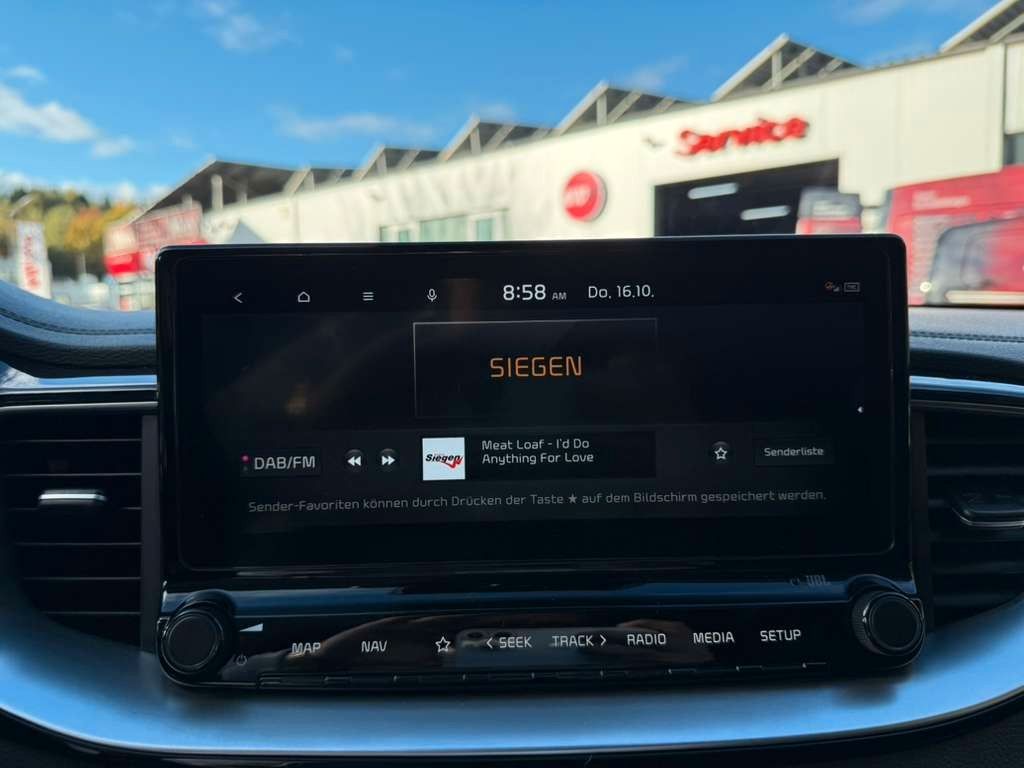 Service
8:58 AM Do. 16.10.
SIEGEN
DAB/FM
Siegen
Meat Loaf - I'd Do
Anything For Love
Senderliste
Sender-Favoriten können durch Drücken der Taste ★ auf dem Bildschirm gespeichert werden.
JBL
MAP NAV ☆ < SEEK TRACK > RADIO MEDIA SETUP